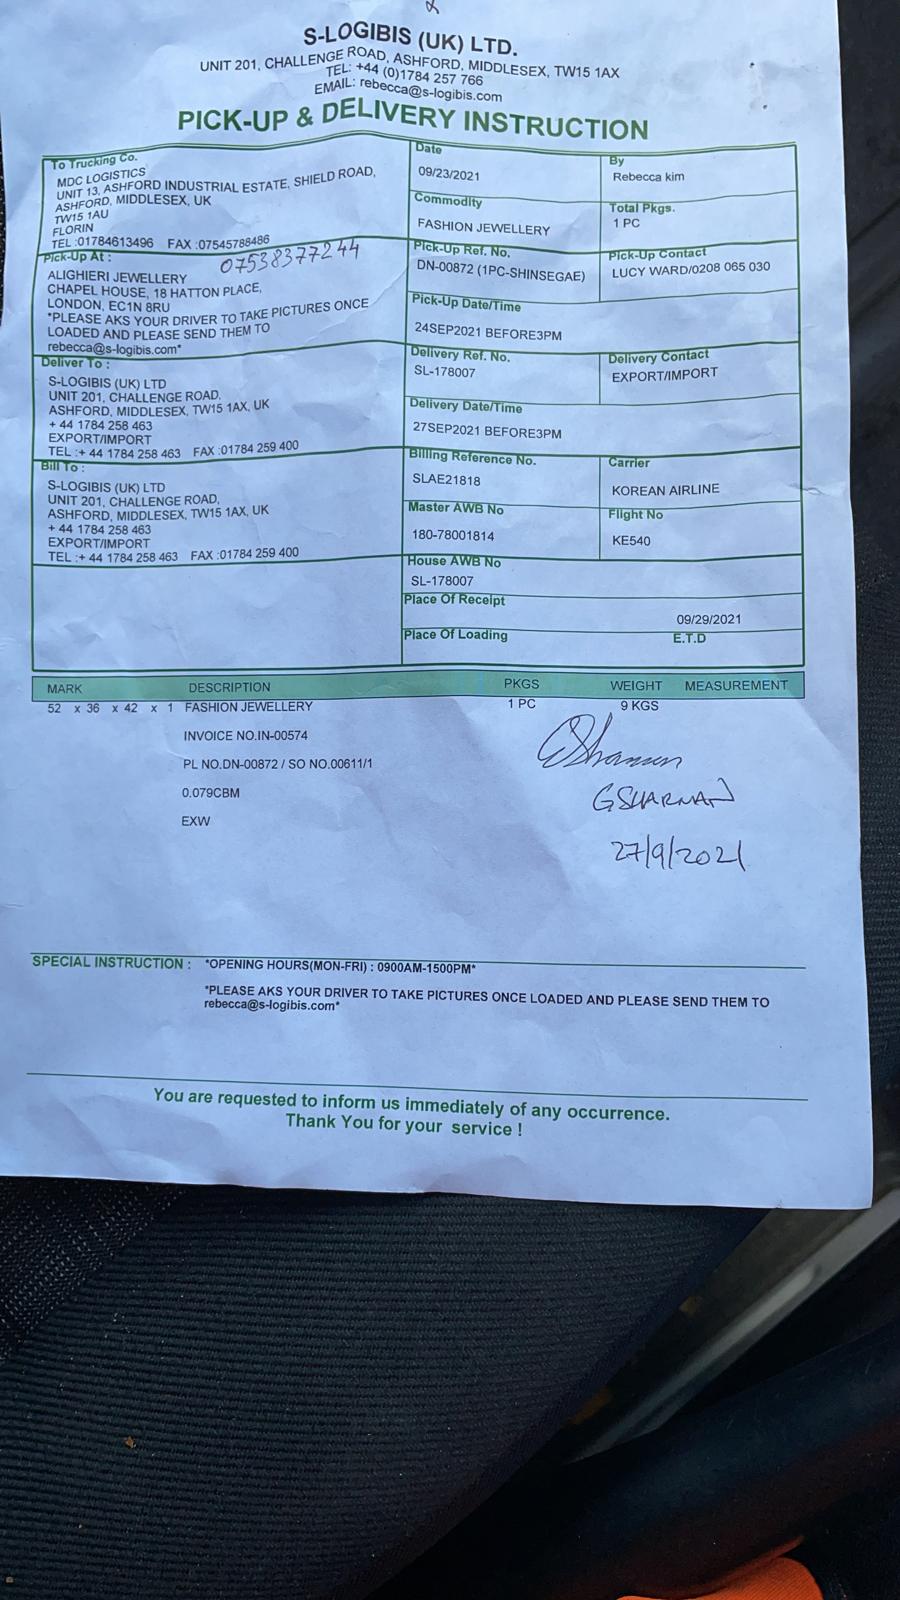 S-LOGIBIS (UK) LTD.
UNIT 201, CHALLENGE ROAD, ASHFORD, MIDDLESEX, TW15 1AX
TEL: +44 (0)1784 257 766
EMAIL: rebecca@s-logibis.com
PICK-UP & DELIVERY INSTRUCTION
To Trucking Co.
MDC LOGISTICS
UNIT 13, ASHFORD INDUSTRIAL ESTATE, SHIELD ROAD,
ASHFORD, MIDDLESEX, UK
TW15 1AU
FLORIN
TEL :01784613496 FAX :07545788486
Date
09/23/2021
By
Rebecca kim
Commodity
FASHION JEWELLERY
Total Pkgs.
1 PC
Pick-Up At :
07538377244
ALIGHIERI JEWELLERY
CHAPEL HOUSE, 18 HATTON PLACE,
LONDON, EC1N 8RU
*PLEASE AKS YOUR DRIVER TO TAKE PICTURES ONCE
LOADED AND PLEASE SEND THEM TO
rebecca@s-logibis.com*
Pick-Up Ref. No.
DN-00872 (1PC-SHINSEGAE)
Pick-Up Contact
LUCY WARD/0208 065 030
Pick-Up Date/Time
24SEP2021 BEFORE3PM
Deliver To :
S-LOGIBIS (UK) LTD
UNIT 201, CHALLENGE ROAD,
ASHFORD, MIDDLESEX, TW15 1AX, UK
+ 44 1784 258 463
EXPORT/IMPORT
TEL :+ 44 1784 258 463 FAX :01784 259 400
Delivery Ref. No.
SL-178007
Delivery Contact
EXPORT/IMPORT
Delivery Date/Time
27SEP2021 BEFORE3PM
Bill To :
S-LOGIBIS (UK) LTD
UNIT 201, CHALLENGE ROAD,
ASHFORD, MIDDLESEX, TW15 1AX, UK
+ 44 1784 258 463
EXPORT/IMPORT
TEL :+ 44 1784 258 463 FAX :01784 259 400
Billing Reference No.
SLAE21818
Carrier
KOREAN AIRLINE
Master AWB No
180-78001814
Flight No
KE540
House AWB No
SL-178007
Place Of Receipt
09/29/2021
Place Of Loading E.T.D
MARK DESCRIPTION PKGS WEIGHT MEASUREMENT
52 x 36 x 42 x 1 FASHION JEWELLERY 1 PC 9 KGS
INVOICE NO.IN-00574
PL NO.DN-00872 / SO NO.00611/1
0.079CBM
EXW
G SHARMAN
27/9/2021
SPECIAL INSTRUCTION : *OPENING HOURS(MON-FRI) : 0900AM-1500PM*
*PLEASE AKS YOUR DRIVER TO TAKE PICTURES ONCE LOADED AND PLEASE SEND THEM TO
rebecca@s-logibis.com*
You are requested to inform us immediately of any occurrence.
Thank You for your service !